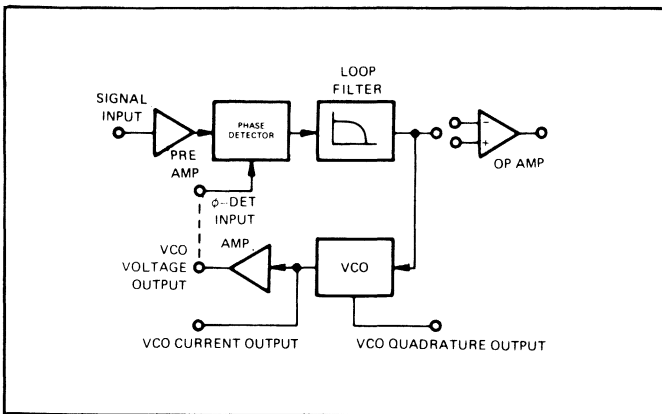 LOOP
FILTER
SIGNAL
INPUT
PHASE
DETECTOR
PRE
AMP
−
+
OP AMP
ϕ–DET
INPUT
AMP.
VCO
VOLTAGE
OUTPUT
VCO
VCO CURRENT OUTPUT
VCO QUADRATURE OUTPUT